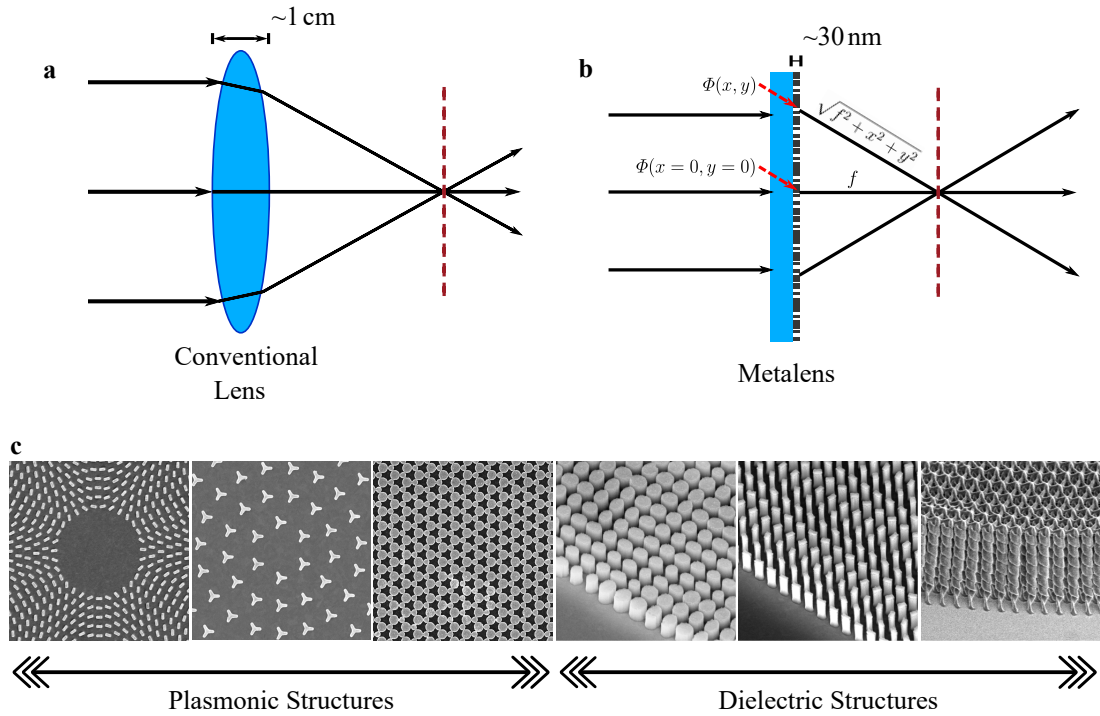 ~1 cm
a
Conventional
Lens
~30 nm
b
Φ(x, y)
√f² + x² + y²
Φ(x = 0, y = 0)
f
Metalens
c
Plasmonic Structures
Dielectric Structures